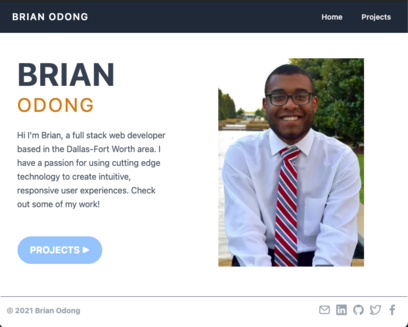 BRIAN ODONG
Home Projects
BRIAN
ODONG
Hi I'm Brian, a full stack web developer
based in the Dallas-Fort Worth area. I
have a passion for using cutting edge
technology to create intuitive,
responsive user experiences. Check
out some of my work!
PROJECTS ▶
© 2021 Brian Odong